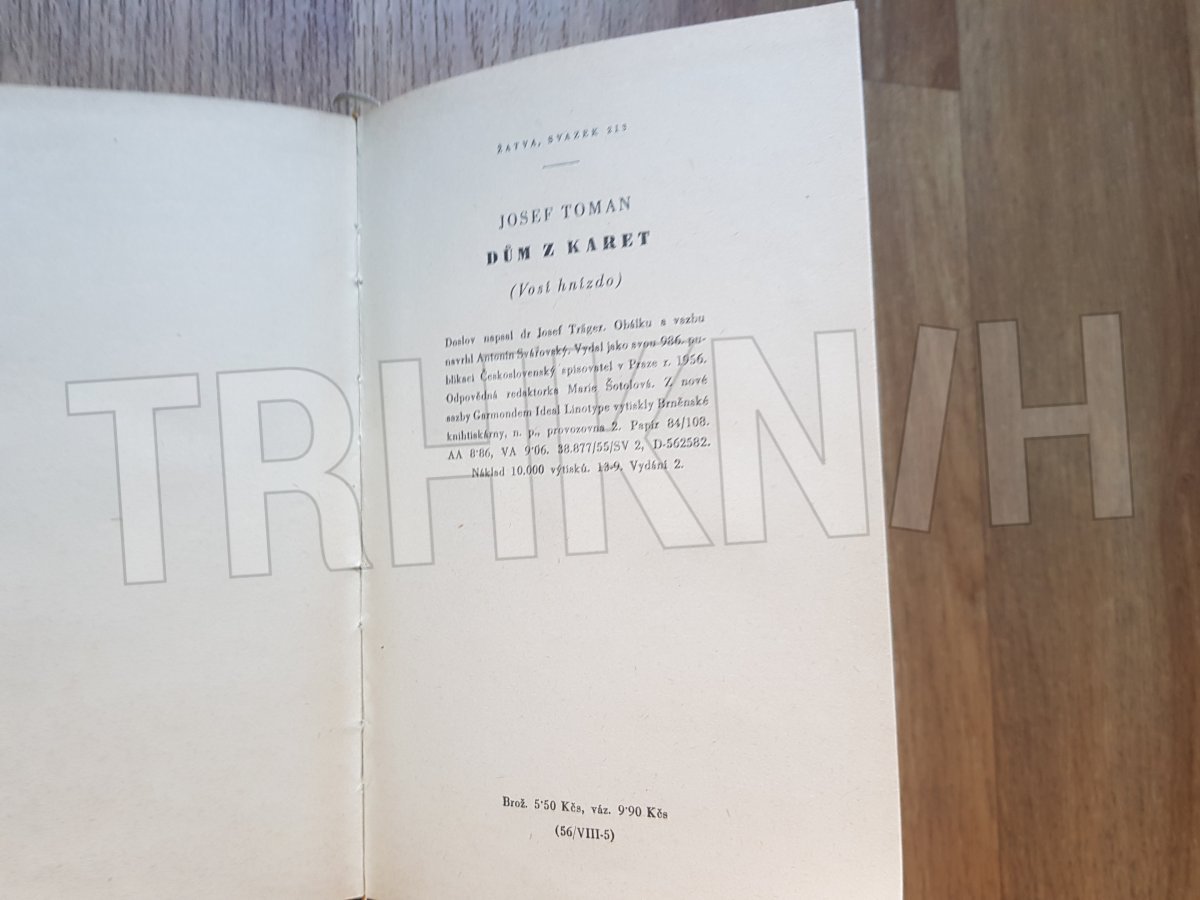 ŽATVA, SVAZEK 215
JOSEF TOMAN
DŮM Z KARET
(Vosí hnízdo)
Doslov napsal dr Josef Träger. Obálku a vazbu
navrhl Antonín Svářovský. Vydal jako svou 986. pu-
blikaci Československý spisovatel v Praze r. 1956.
Odpovědná redaktorka Marie Šotolová. Z nové
sazby Garmondem Ideal Linotype vytiskly Brněnské
knihtiskárny, n. p., provozovna 2. Papír 84/108.
AA 8·86, VA 9·06. 38.877/55/SV 2, D-562582.
Náklad 10.000 výtisků. 13-9. Vydání 2.
TRHKN/H
Brož. 5·50 Kčs, váz. 9·90 Kčs
(56/VIII-5)